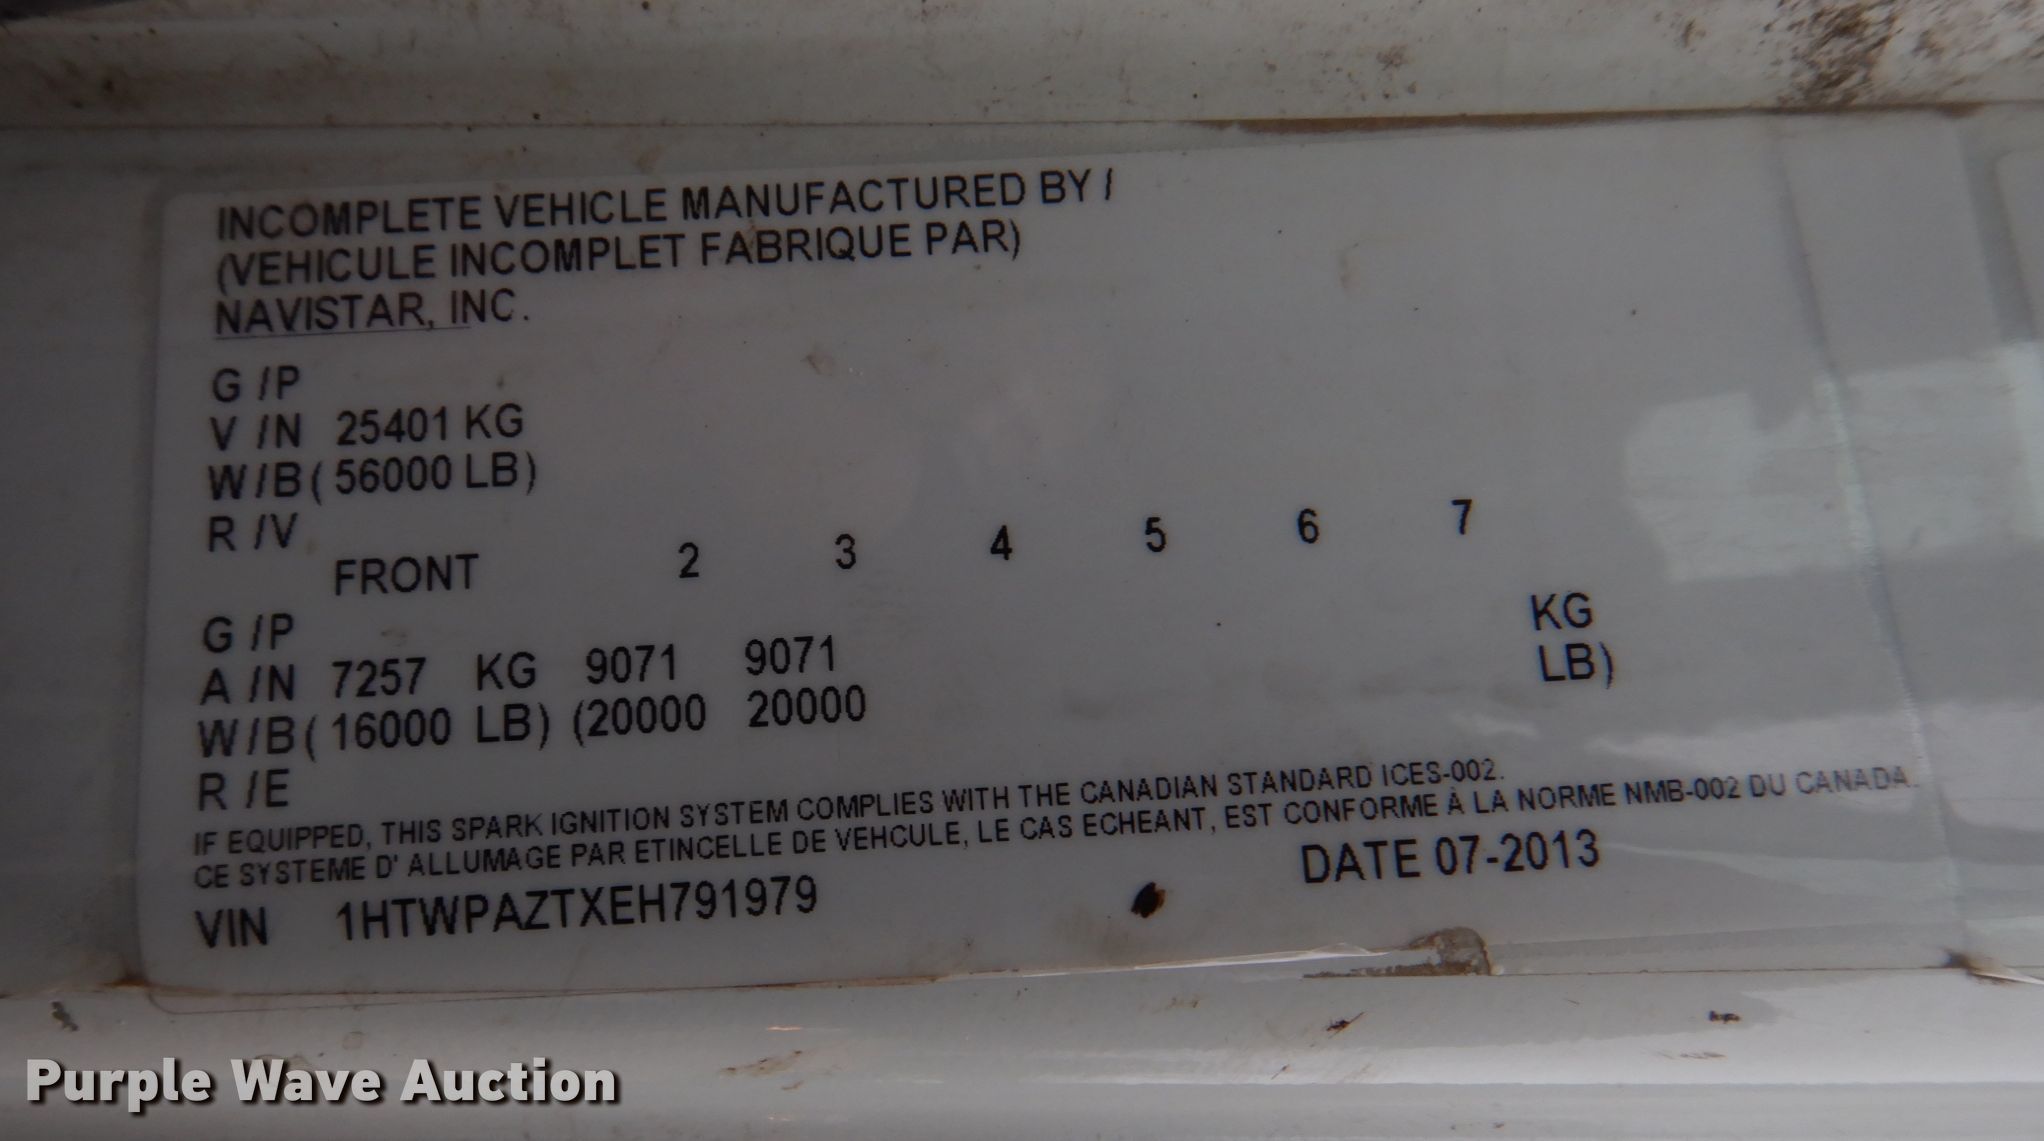 INCOMPLETE VEHICLE MANUFACTURED BY /
(VEHICULE INCOMPLET FABRIQUE PAR)
NAVISTAR, INC.
G /P
V /N 25401 KG
W/B( 56000 LB)
R /V
FRONT 2 3 4 5 6 7
G /P
A /N 7257 KG 9071 9071 KG
W/B( 16000 LB) (20000 20000 LB)
R /E
IF EQUIPPED, THIS SPARK IGNITION SYSTEM COMPLIES WITH THE CANADIAN STANDARD ICES-002.
CE SYSTEME D' ALLUMAGE PAR ETINCELLE DE VEHCULE, LE CAS ECHEANT, EST CONFORME À LA NORME NMB-002 DU CANADA.
VIN 1HTWPAZTXEH791979 DATE 07-2013
Purple Wave Auction